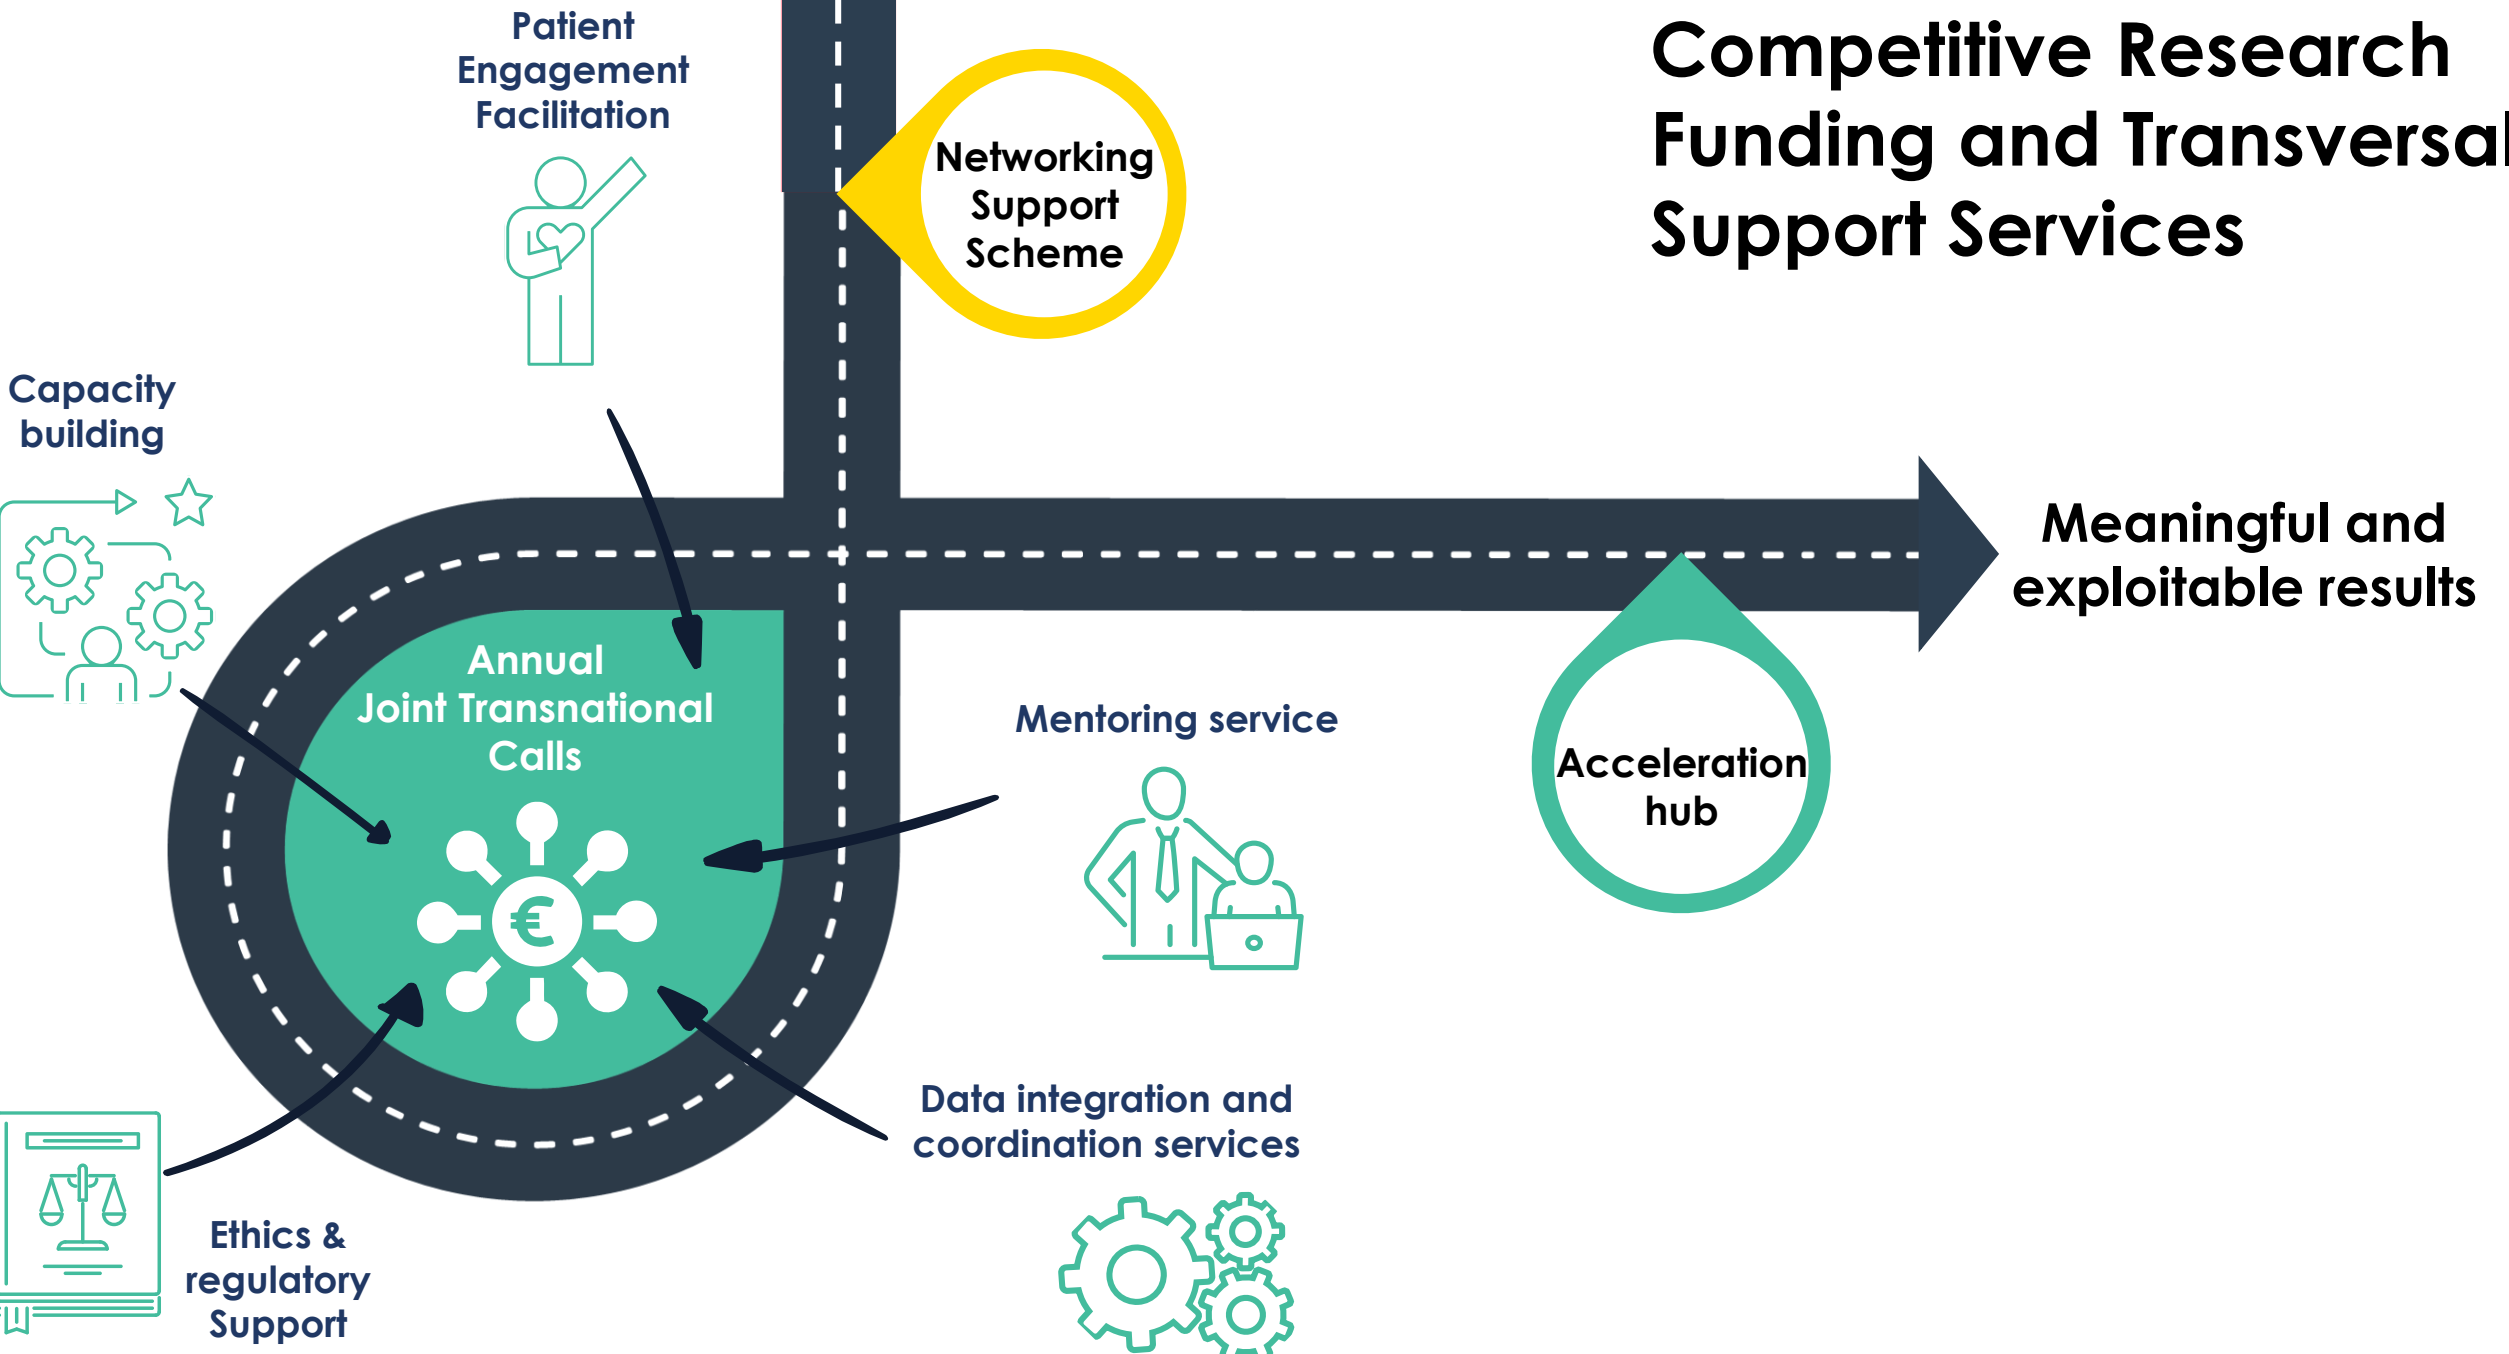 Competitive Research
Funding and Transversal
Support Services
Patient
Engagement
Facilitation
Networking
Support
Scheme
Capacity
building
Meaningful and
exploitable results
Annual
Joint Transnational
Calls
€
Mentoring service
Acceleration
hub
Data integration and
coordination services
Ethics &
regulatory
Support